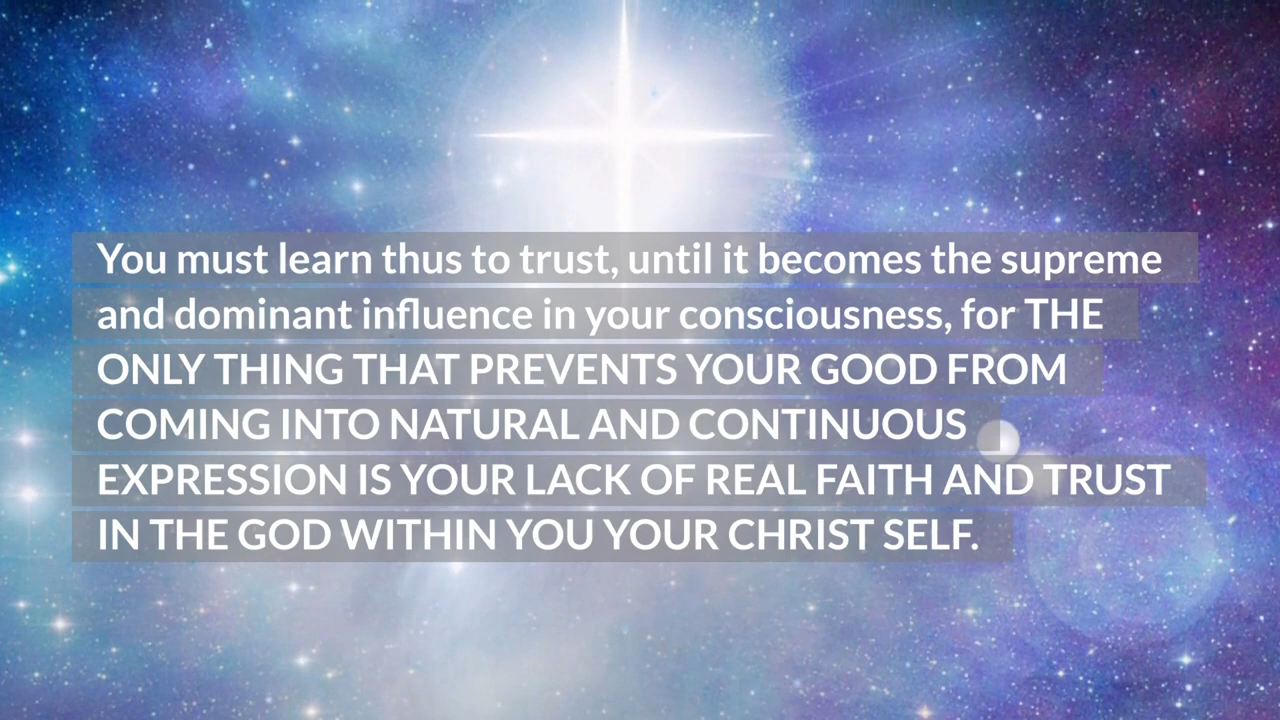 You must learn thus to trust, until it becomes the supreme
and dominant influence in your consciousness, for THE
ONLY THING THAT PREVENTS YOUR GOOD FROM
COMING INTO NATURAL AND CONTINUOUS
EXPRESSION IS YOUR LACK OF REAL FAITH AND TRUST
IN THE GOD WITHIN YOU YOUR CHRIST SELF.